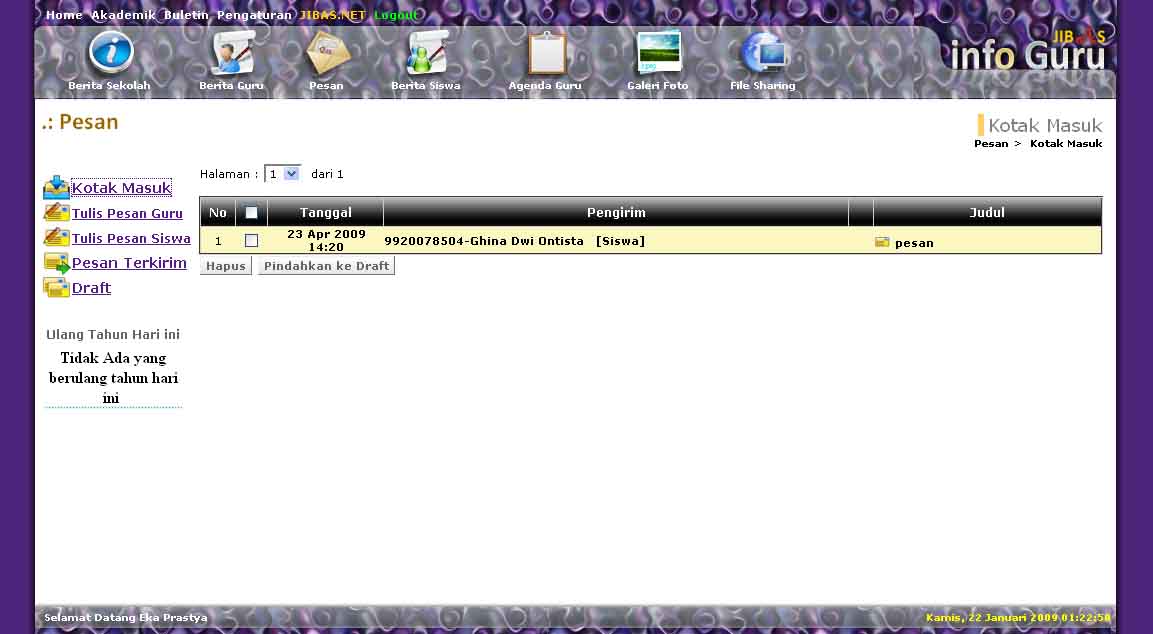 Home Akademik Buletin Pengaturan JIBAS.NET Logout
JIBAS
info Guru
Berita Sekolah Berita Guru Pesan Berita Siswa Agenda Guru Galeri Foto File Sharing
.: Pesan
Kotak Masuk
Pesan > Kotak Masuk
Halaman : 1 dari 1
Kotak Masuk
Tulis Pesan Guru
Tulis Pesan Siswa
Pesan Terkirim
Draft
No Tanggal Pengirim Judul
1 23 Apr 2009 14:20 9920078504-Ghina Dwi Ontista [Siswa] pesan
Hapus Pindahkan ke Draft
Ulang Tahun Hari ini
Tidak Ada yang
berulang tahun hari
ini
Selamat Datang Eka Prastya
Kamis, 22 Januari 2009 01:22:50